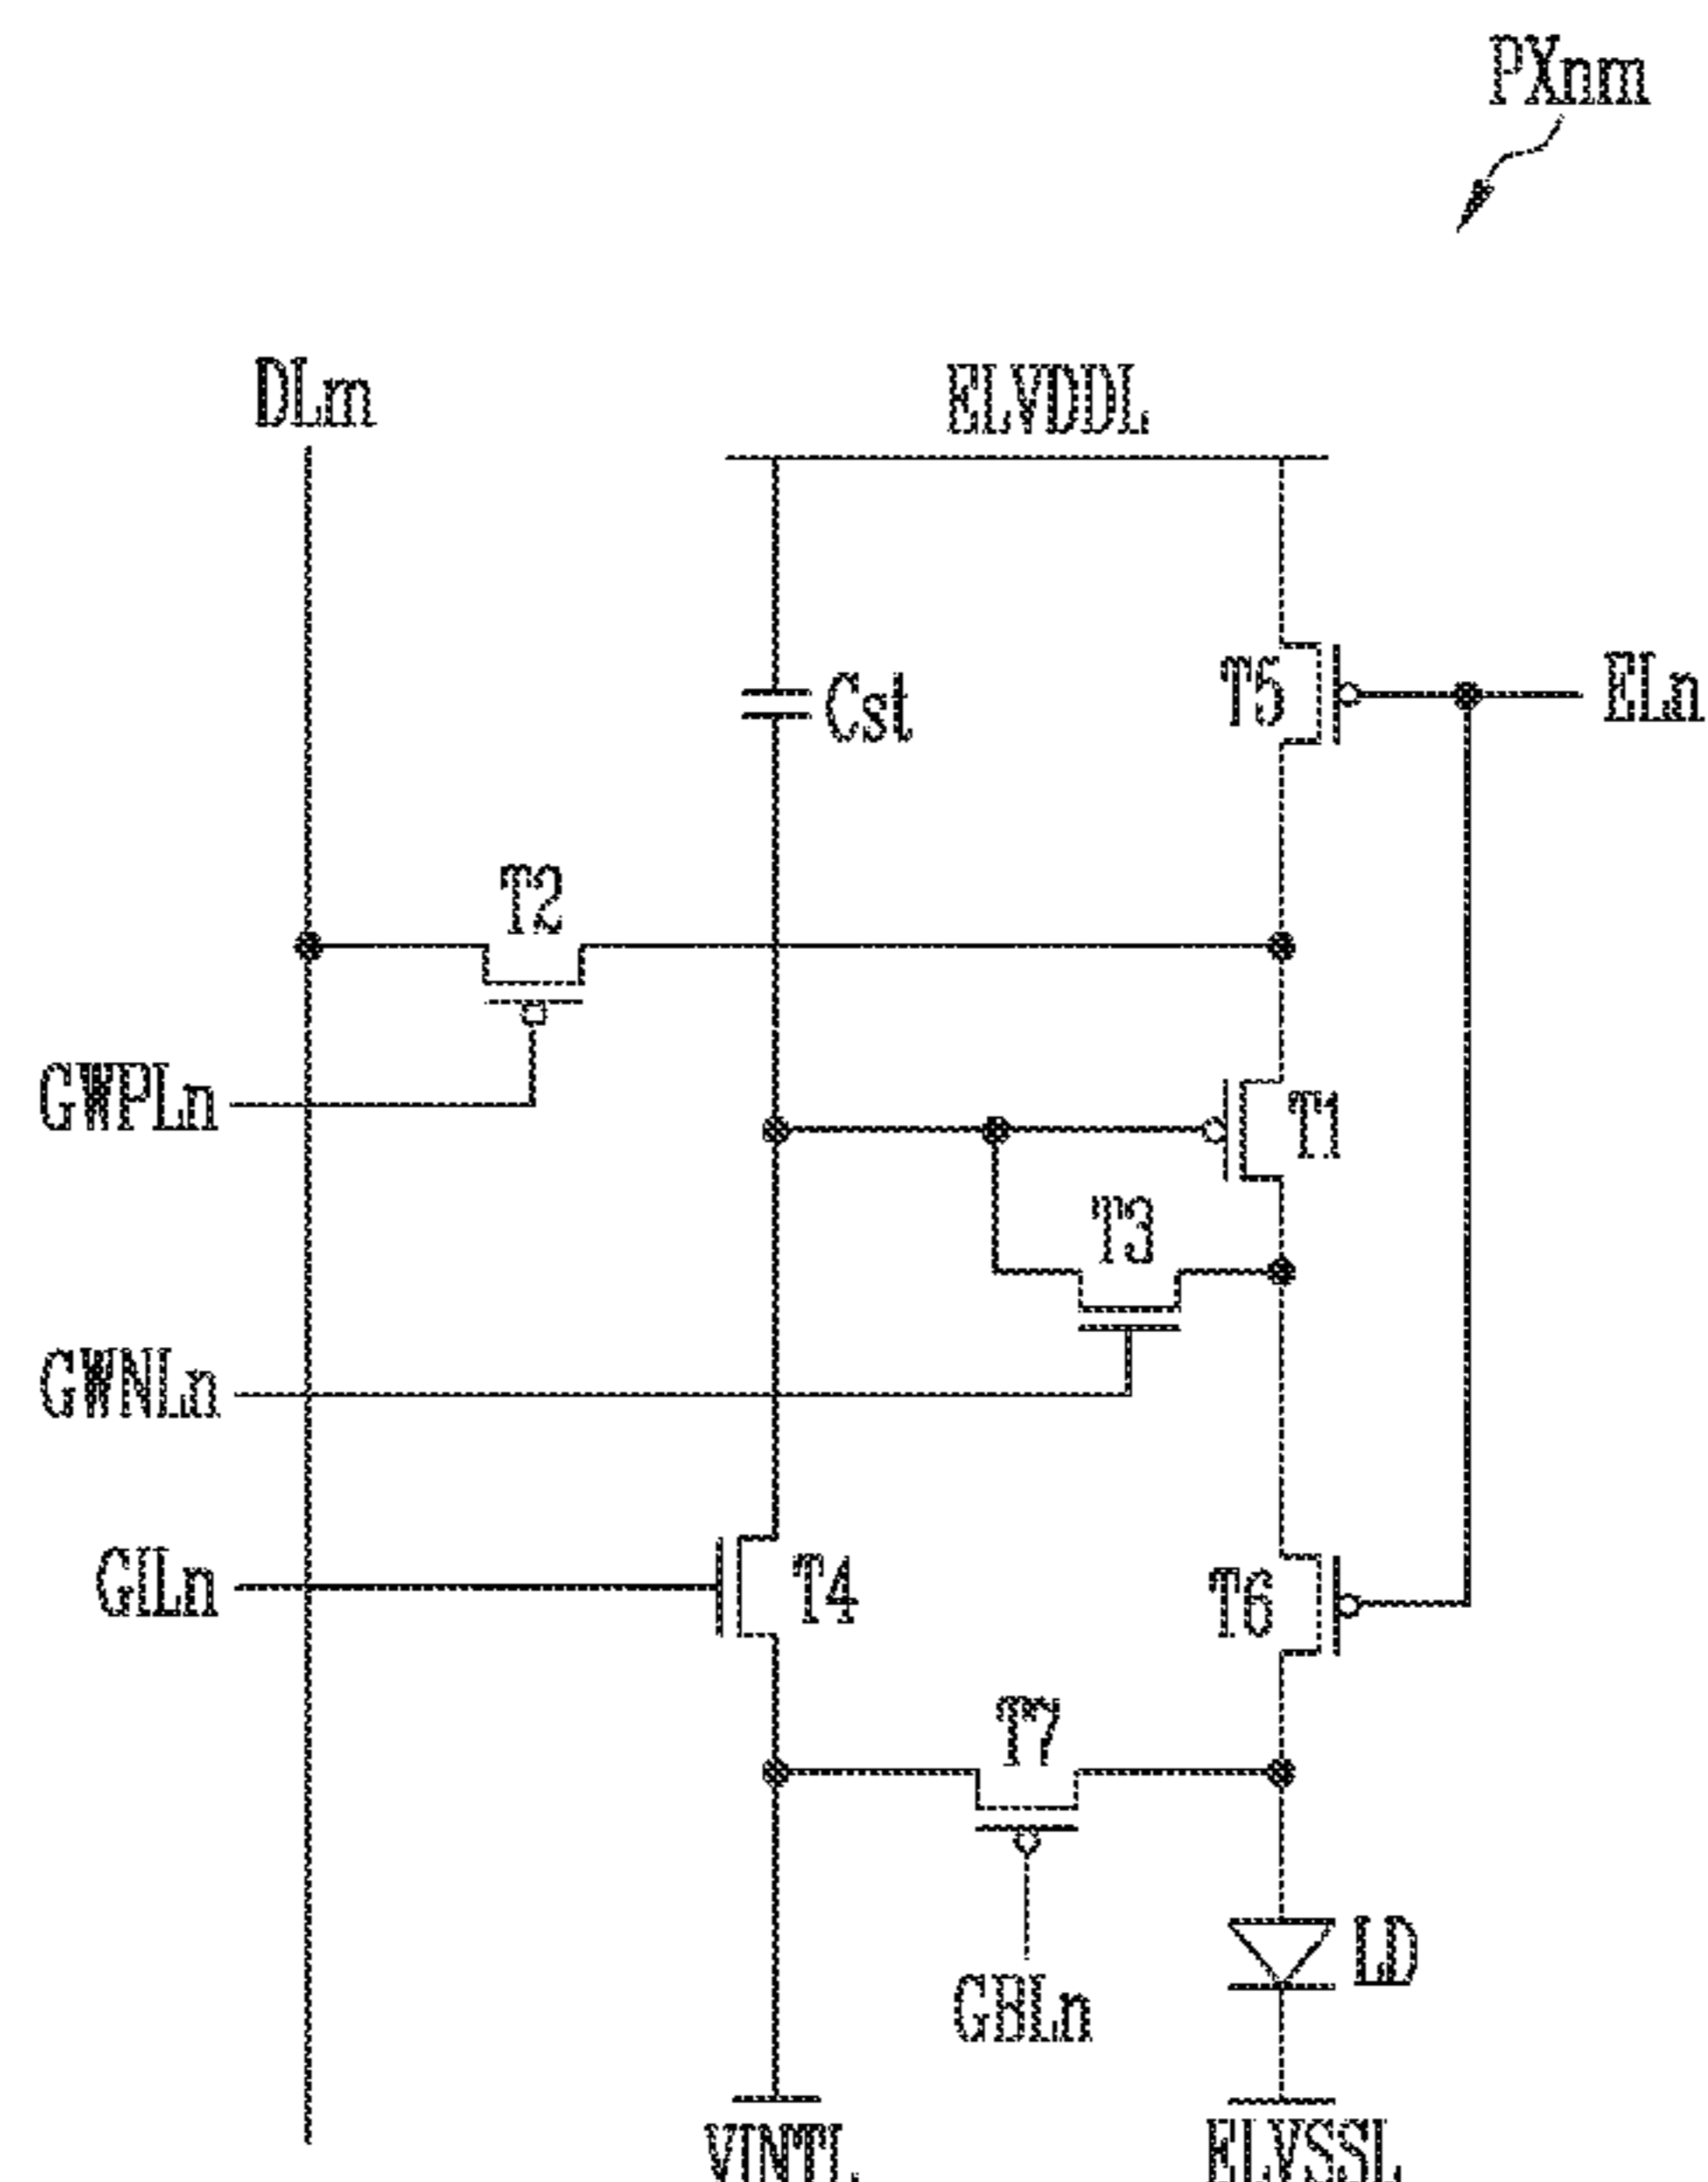 PXnm
DLm
ELVDDL
Cst
T5
ELn
T2
GWPLn
T1
T3
GWNLn
GILn
T4
T6
T7
LD
GBLn
VINTL
ELVSSL